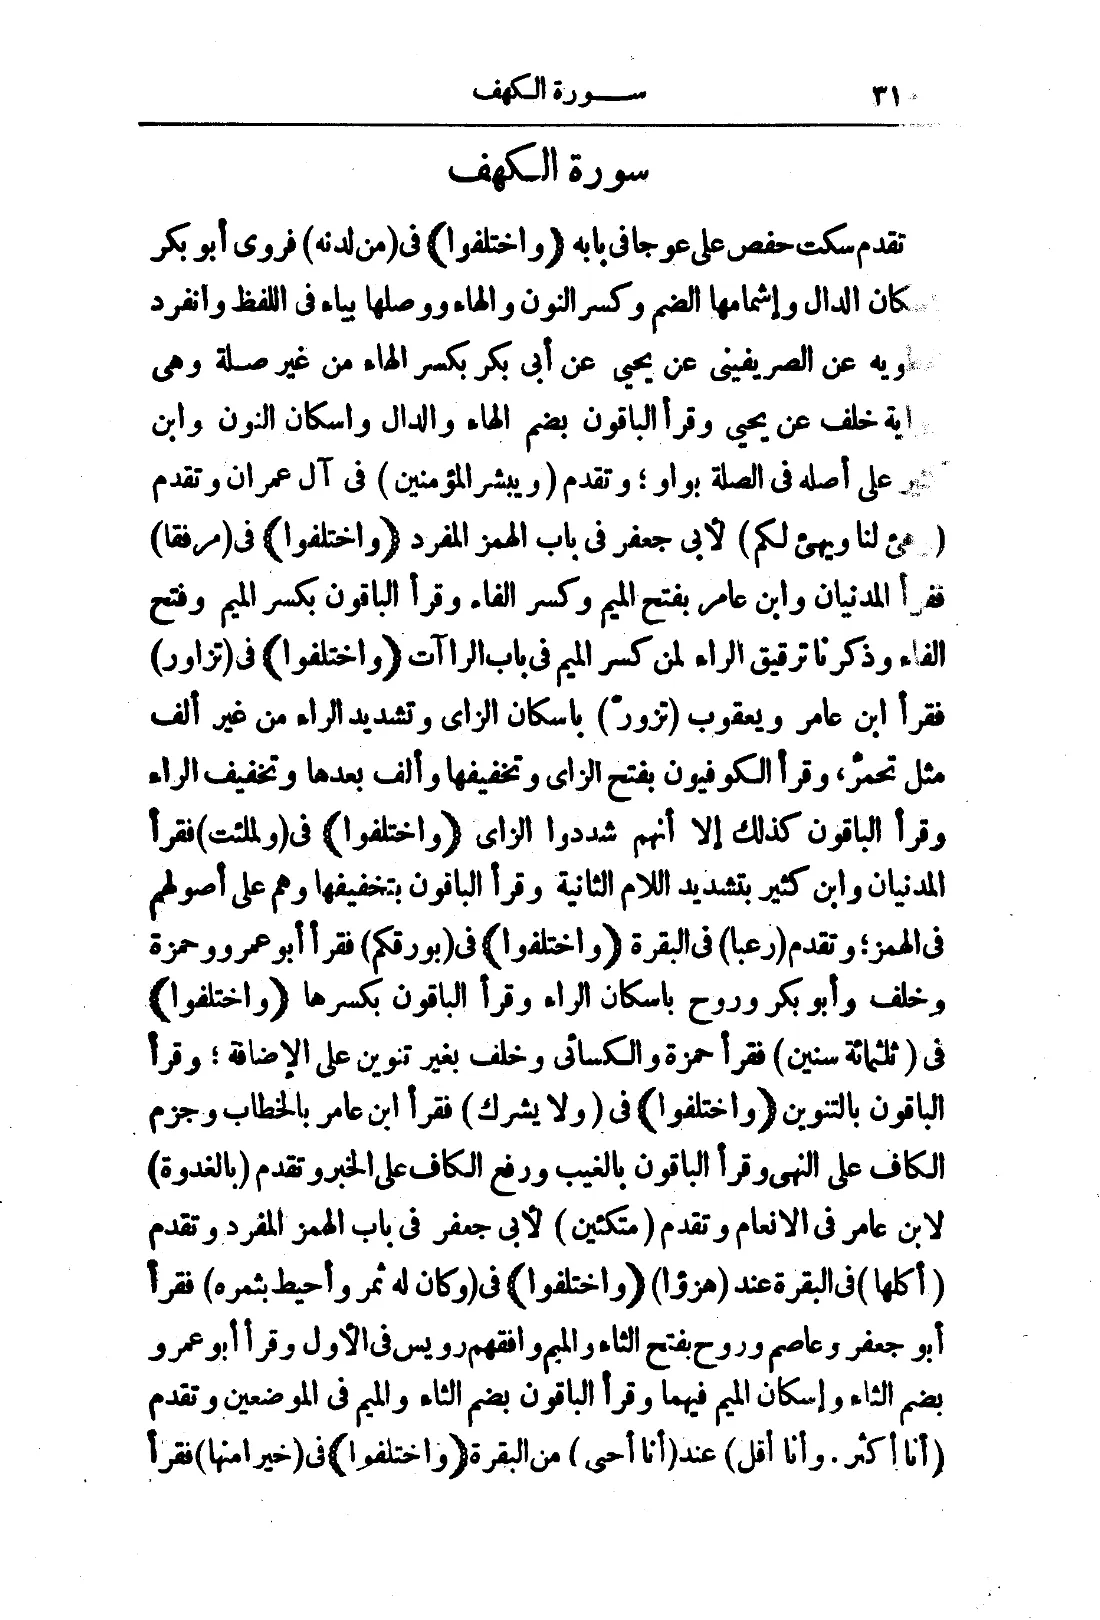 ٣١٠ ســورة الكهف
سورة الكهف
تقدم سكت حفص على عوجا فى بابه (واختلفوا) فى (من لدنه) فروى أبو بكر
كان الدال وإشمامها الضم وكسر النون والهاء ووصلها بياء فى اللفظ وانفرد
ويه عن الصريفينى عن يحيى عن أبى بكر بكسر الهاء من غير صلة وهى
اية خلف عن يحيى وقرأ الباقون بضم الهاء والدال واسكان النون وابن
ير على أصله فى الصلة بواو ؛ وتقدم (ويبشر المؤمنين) فى آل عمران وتقدم
(هئ لنا ويهئ لكم) لأبى جعفر فى باب الهمز المفرد (واختلفوا) فى (مرفقا)
فقرأ المدنيان وابن عامر بفتح الميم وكسر الفاء وقرأ الباقون بكسر الميم وفتح
الفاء وذكرنا ترقيق الراء لمن كسر الميم فى باب الراآت (واختلفوا) فى (تزاور)
فقرأ ابن عامر ويعقوب (تزورّ) باسكان الزاى وتشديد الراء من غير ألف
مثل تحمرّ، وقرأ الكوفيون بفتح الزاى وتخفيفها وألف بعدها وتخفيف الراء
وقرأ الباقون كذلك إلا أنهم شددوا الزاى (واختلفوا) فى (ولملئت) فقرأ
المدنيان وابن كثير بتشديد اللام الثانية وقرأ الباقون بتخفيفها وهم على أصولهم
فى الهمز؛ وتقدم (رعبا) فى البقرة (واختلفوا) فى (بورقكم) فقرأ أبو عمرو وحمزة
وخلف وأبو بكر وروح باسكان الراء وقرأ الباقون بكسرها (واختلفوا)
فى (ثلثمائة سنين) فقرأ حمزة والكسائى وخلف بغير تنوين على الإضافة ؛ وقرأ
الباقون بالتنوين (واختلفوا) فى (ولا يشرك) فقرأ ابن عامر بالخطاب وجزم
الكاف على النهى وقرأ الباقون بالغيب ورفع الكاف على الخبر وتقدم (بالغدوة)
لابن عامر فى الانعام وتقدم (متكئين) لأبى جعفر فى باب الهمز المفرد وتقدم
(أكلها) فى البقرة عند (هزؤا) (واختلفوا) فى (وكان له ثمر وأحيط بثمره) فقرأ
أبو جعفر وعاصم وروح بفتح الثاء والميم وافقهم رويس فى الأول وقرأ أبو عمرو
بضم الثاء وإسكان الميم فيهما وقرأ الباقون بضم الثاء والميم فى الموضعين وتقدم
(أنا أكثر . وأنا أقل) عند (أنا أحى) من البقرة (واختلفوا) فى (خيرا منها) فقرأ